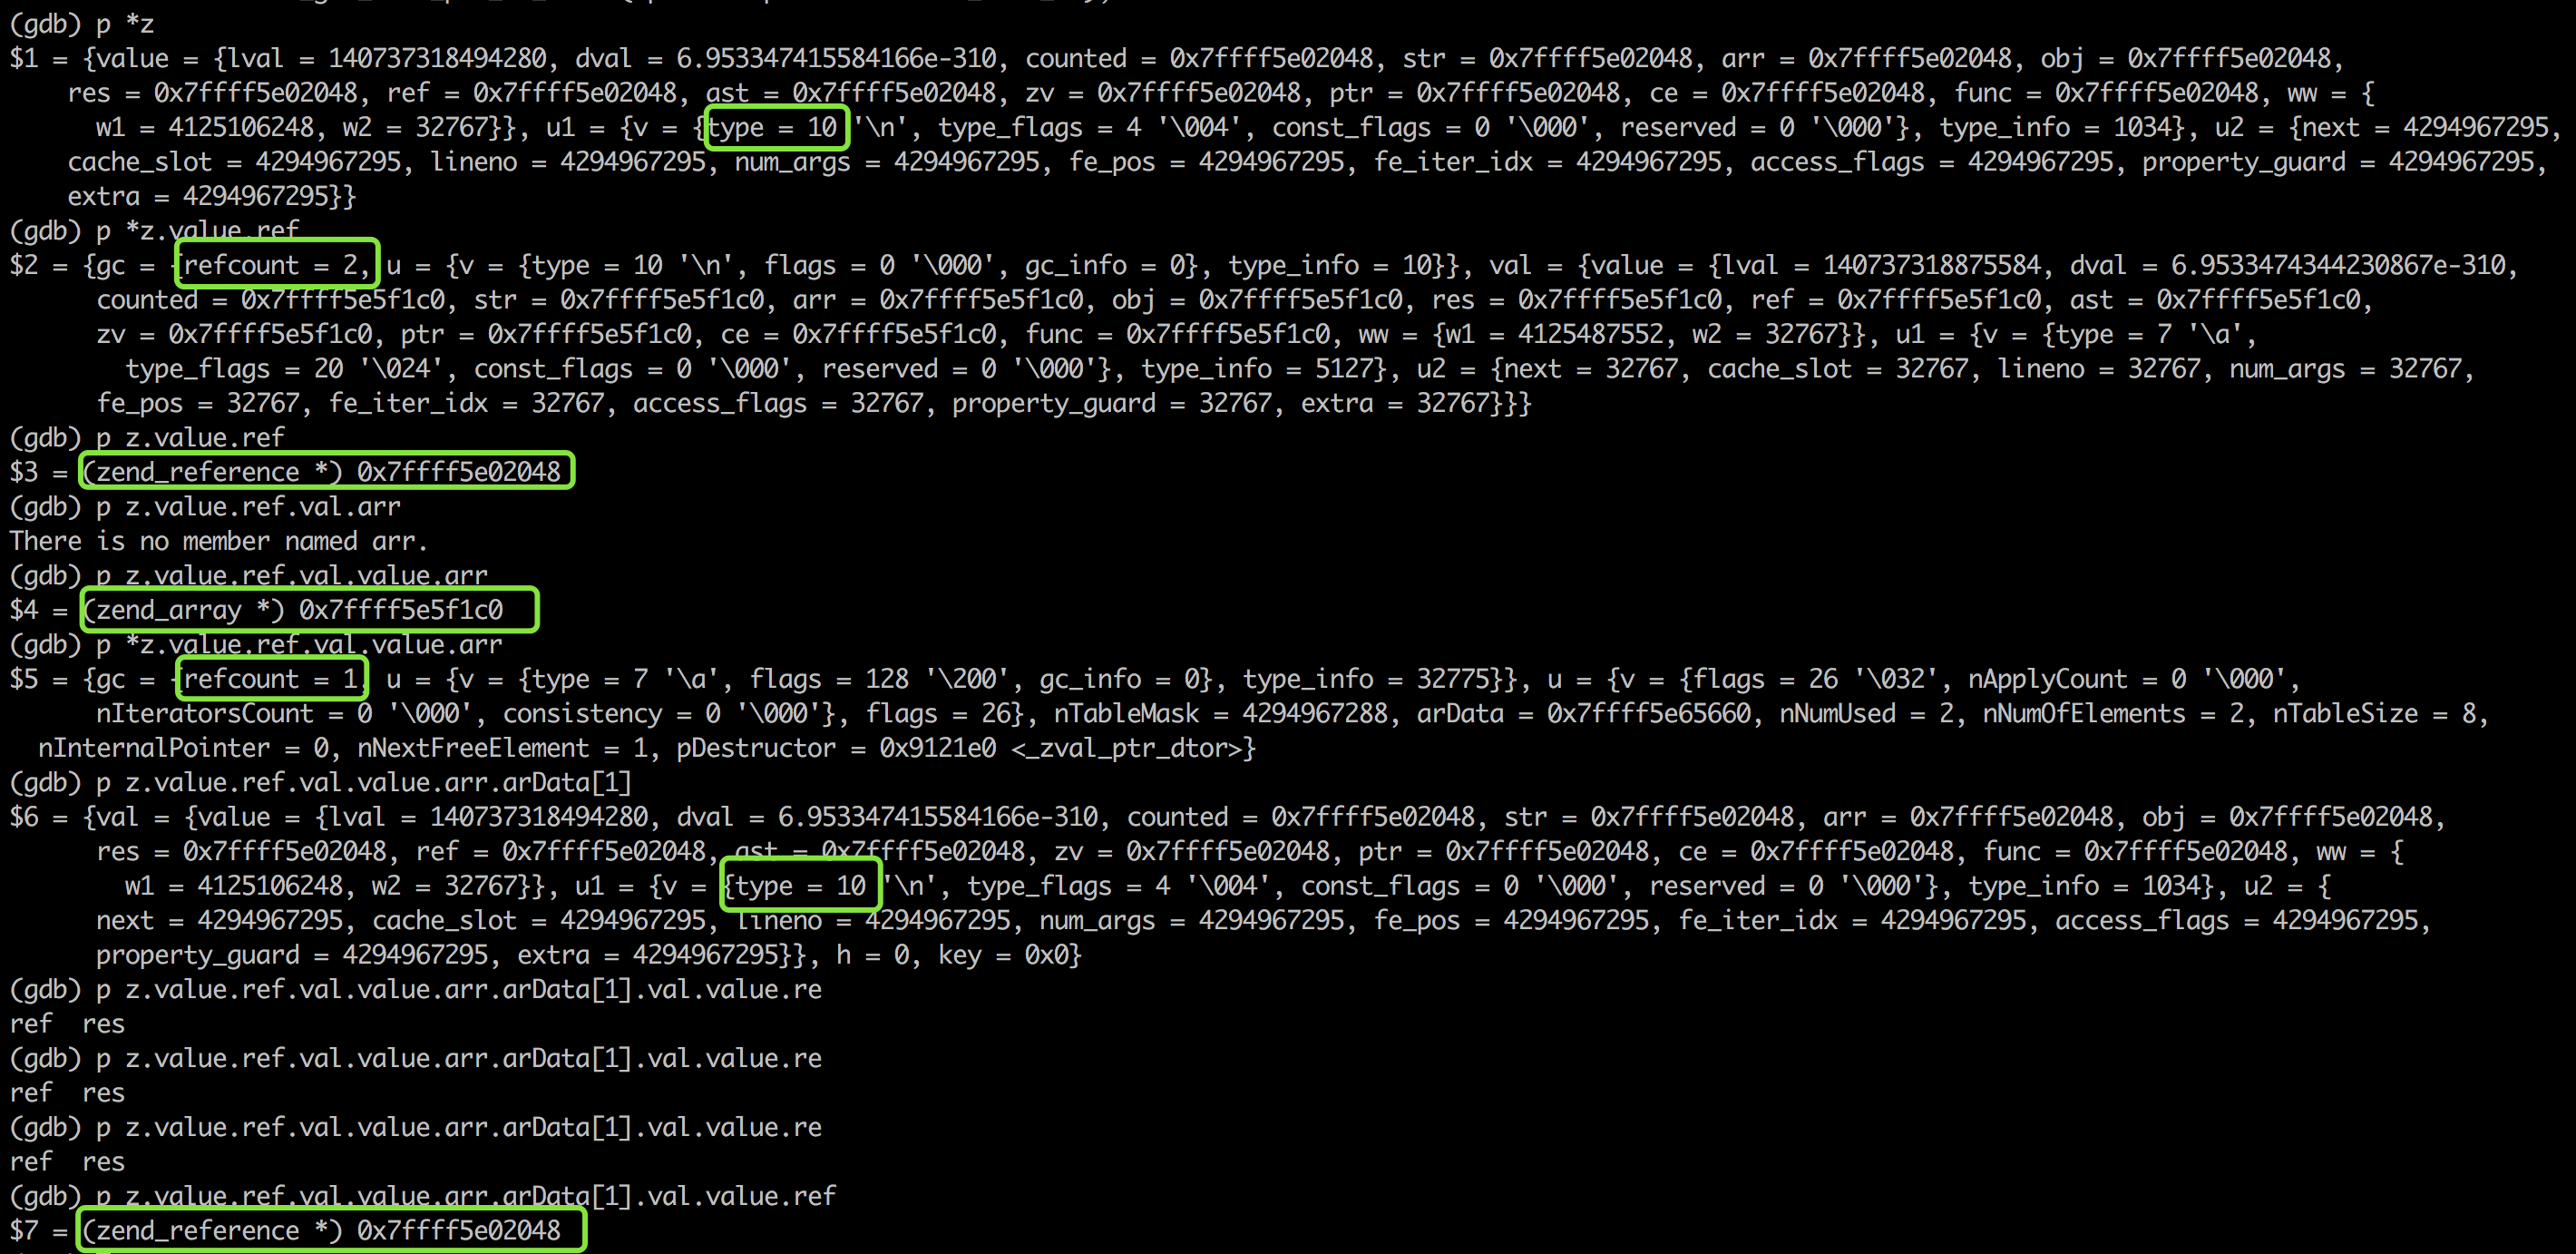 (gdb) p *z
$1 = {value = {lval = 140737318494280, dval = 6.953347415584166e-310, counted = 0x7ffff5e02048, str = 0x7ffff5e02048, arr = 0x7ffff5e02048, obj = 0x7ffff5e02048,
res = 0x7ffff5e02048, ref = 0x7ffff5e02048, ast = 0x7ffff5e02048, zv = 0x7ffff5e02048, ptr = 0x7ffff5e02048, ce = 0x7ffff5e02048, func = 0x7ffff5e02048, ww = {
w1 = 4125106248, w2 = 32767}}, u1 = {v = {type = 10 '\n', type_flags = 4 '\004', const_flags = 0 '\000', reserved = 0 '\000'}, type_info = 1034}, u2 = {next = 4294967295,
cache_slot = 4294967295, lineno = 4294967295, num_args = 4294967295, fe_pos = 4294967295, fe_iter_idx = 4294967295, access_flags = 4294967295, property_guard = 4294967295,
extra = 4294967295}}
(gdb) p *z.value.ref
$2 = {gc = {refcount = 2, u = {v = {type = 10 '\n', flags = 0 '\000', gc_info = 0}, type_info = 10}}, val = {value = {lval = 140737318875584, dval = 6.9533474344230867e-310,
counted = 0x7ffff5e5f1c0, str = 0x7ffff5e5f1c0, arr = 0x7ffff5e5f1c0, obj = 0x7ffff5e5f1c0, res = 0x7ffff5e5f1c0, ref = 0x7ffff5e5f1c0, ast = 0x7ffff5e5f1c0,
zv = 0x7ffff5e5f1c0, ptr = 0x7ffff5e5f1c0, ce = 0x7ffff5e5f1c0, func = 0x7ffff5e5f1c0, ww = {w1 = 4125487552, w2 = 32767}}, u1 = {v = {type = 7 '\a',
type_flags = 20 '\024', const_flags = 0 '\000', reserved = 0 '\000'}, type_info = 5127}, u2 = {next = 32767, cache_slot = 32767, lineno = 32767, num_args = 32767,
fe_pos = 32767, fe_iter_idx = 32767, access_flags = 32767, property_guard = 32767, extra = 32767}}}
(gdb) p z.value.ref
$3 = (zend_reference *) 0x7ffff5e02048
(gdb) p z.value.ref.val.arr
There is no member named arr.
(gdb) p z.value.ref.val.value.arr
$4 = (zend_array *) 0x7ffff5e5f1c0
(gdb) p *z.value.ref.val.value.arr
$5 = {gc = {refcount = 1, u = {v = {type = 7 '\a', flags = 128 '\200', gc_info = 0}, type_info = 32775}}, u = {v = {flags = 26 '\032', nApplyCount = 0 '\000',
nIteratorsCount = 0 '\000', consistency = 0 '\000'}, flags = 26}, nTableMask = 4294967288, arData = 0x7ffff5e65660, nNumUsed = 2, nNumOfElements = 2, nTableSize = 8,
nInternalPointer = 0, nNextFreeElement = 1, pDestructor = 0x9121e0 <_zval_ptr_dtor>}
(gdb) p z.value.ref.val.value.arr.arData[1]
$6 = {val = {value = {lval = 140737318494280, dval = 6.953347415584166e-310, counted = 0x7ffff5e02048, str = 0x7ffff5e02048, arr = 0x7ffff5e02048, obj = 0x7ffff5e02048,
res = 0x7ffff5e02048, ref = 0x7ffff5e02048, ast = 0x7ffff5e02048, zv = 0x7ffff5e02048, ptr = 0x7ffff5e02048, ce = 0x7ffff5e02048, func = 0x7ffff5e02048, ww = {
w1 = 4125106248, w2 = 32767}}, u1 = {v = {type = 10 '\n', type_flags = 4 '\004', const_flags = 0 '\000', reserved = 0 '\000'}, type_info = 1034}, u2 = {
next = 4294967295, cache_slot = 4294967295, lineno = 4294967295, num_args = 4294967295, fe_pos = 4294967295, fe_iter_idx = 4294967295, access_flags = 4294967295,
property_guard = 4294967295, extra = 4294967295}}, h = 0, key = 0x0}
(gdb) p z.value.ref.val.value.arr.arData[1].val.value.re
ref  res
(gdb) p z.value.ref.val.value.arr.arData[1].val.value.re
ref  res
(gdb) p z.value.ref.val.value.arr.arData[1].val.value.re
ref  res
(gdb) p z.value.ref.val.value.arr.arData[1].val.value.ref
$7 = (zend_reference *) 0x7ffff5e02048